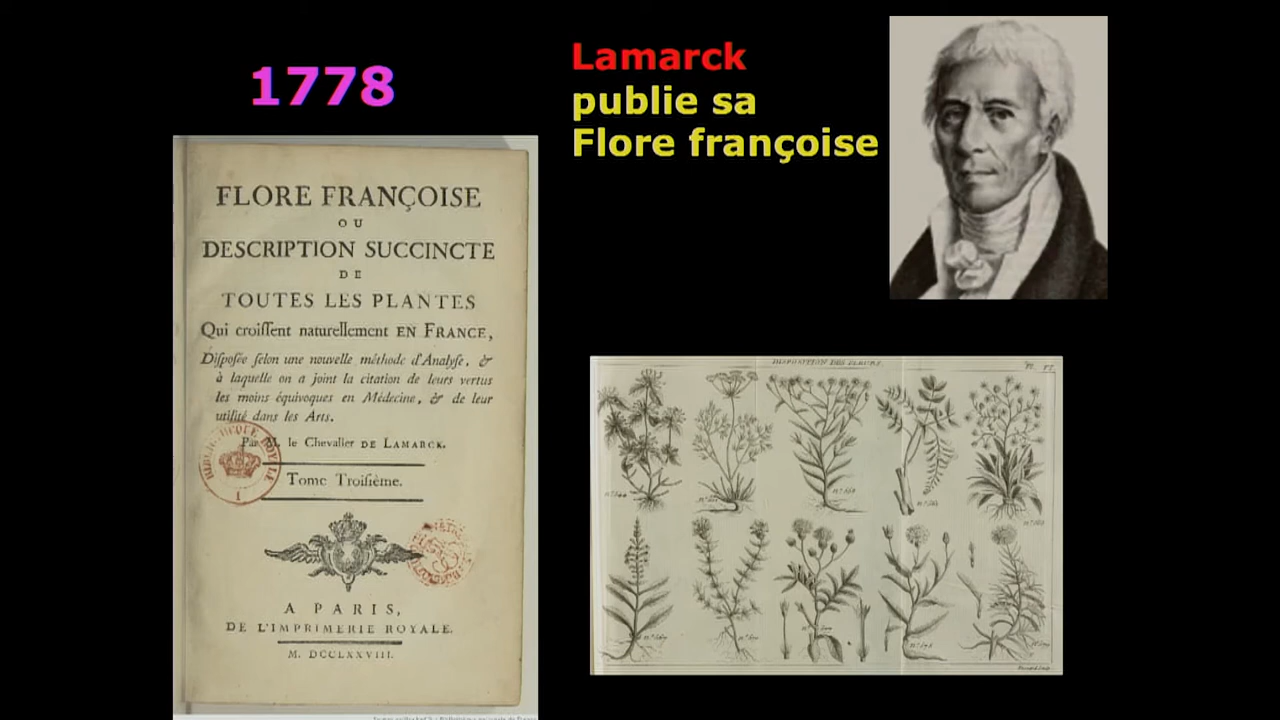 1778
Lamarck
publie sa
Flore françoise
FLORE FRANÇOISE
OU
DESCRIPTION SUCCINCTE
DE
TOUTES LES PLANTES
Qui croiſſent naturellement EN FRANCE,
Diſpoſée ſelon une nouvelle méthode d'Analyſe, &
à laquelle on a joint la citation de leurs vertus
les moins équivoques en Médecine, & de leur
utilité dans les Arts.
Par M. le Chevalier DE LAMARCK.
Tome Troiſième.
A PARIS,
DE L'IMPRIMERIE ROYALE.
M. DCCLXXVIII.
DISPOSITION DES FLEURS.